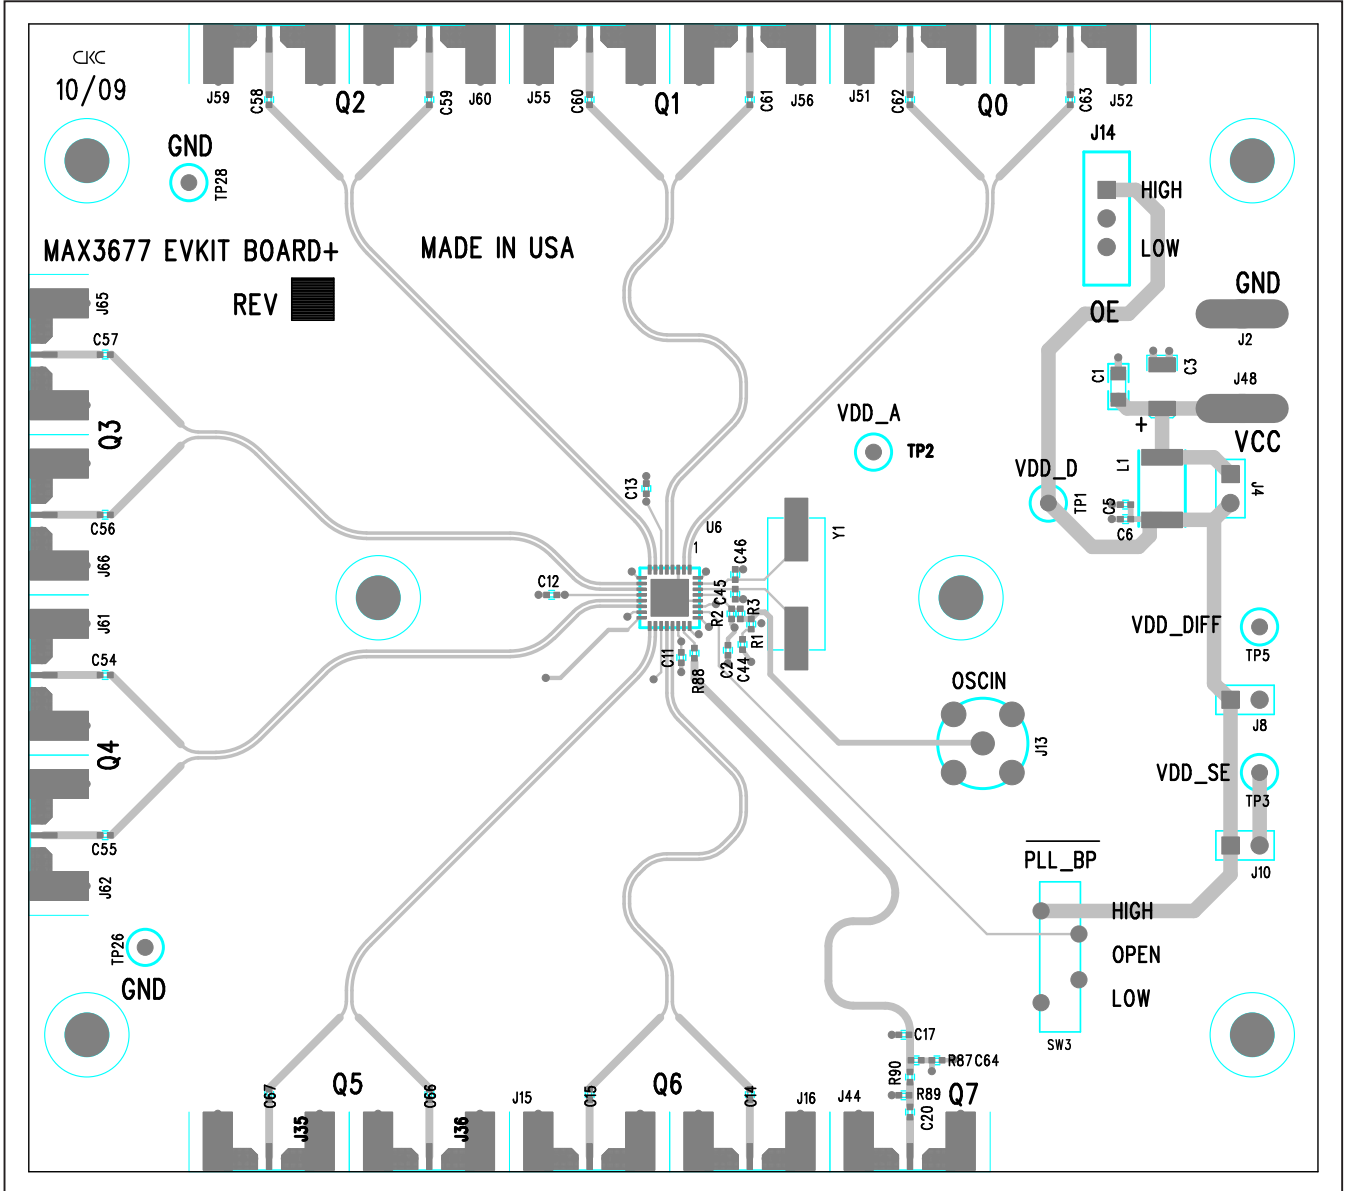 CKC
10/09
J59
C58
Q2
C59
J60
J55
C60
Q1
C61
J56
J51
C62
Q0
C63
J52
GND
TP28
J14
HIGH
LOW
OE
MAX3677 EVKIT BOARD+
MADE IN USA
REV
GND
J2
J65
C57
Q3
C56
J66
C1
C3
J48
+
VCC
VDD_A
TP2
VDD_D
TP1
L1
C5
C6
J4
C13
U6
1
C46
C45
Y1
C12
R2
R3
R1
C11
R88
C2
C44
J61
C54
Q4
C55
J62
VDD_DIFF
TP5
OSCIN
J13
J8
VDD_SE
TP3
J10
PLL_BP
HIGH
OPEN
LOW
SW3
TP26
GND
C17
R87 C64
R90
R89
C20
Q7
Q5
C67
C66
J35
J36
J15
C15
Q6
C14
J16
J44